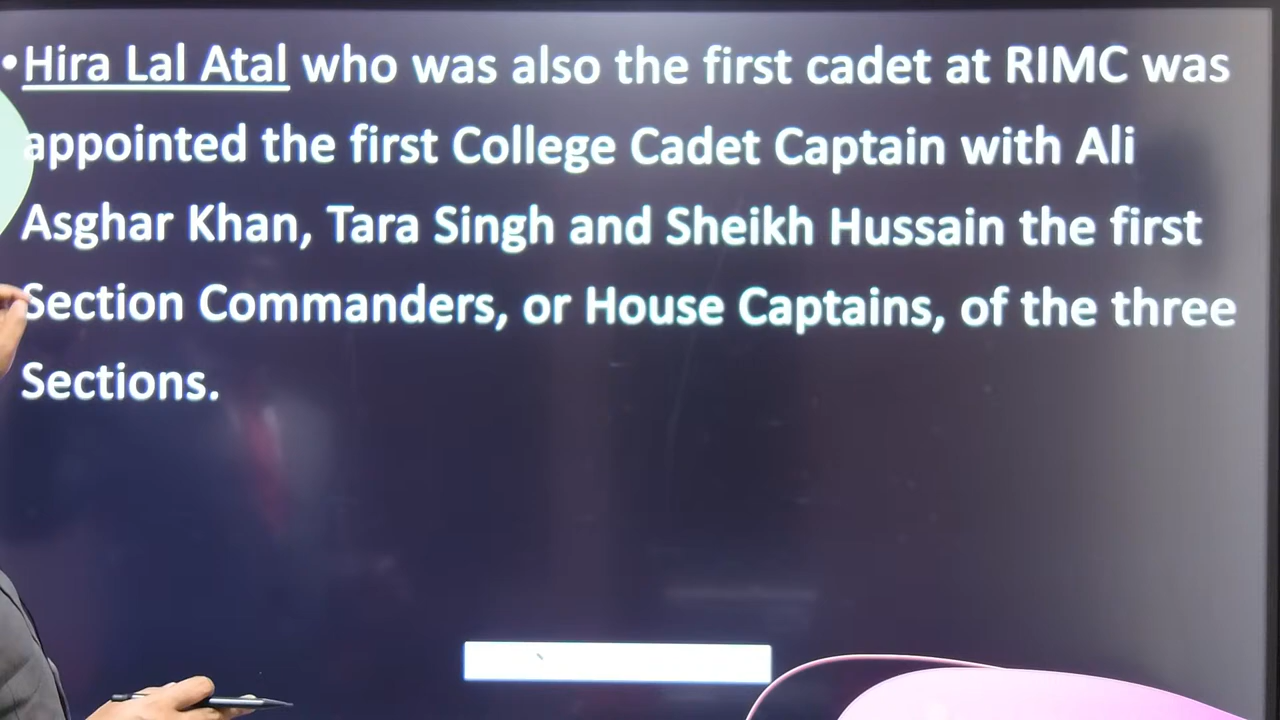 •Hira Lal Atal who was also the first cadet at RIMC was
appointed the first College Cadet Captain with Ali
Asghar Khan, Tara Singh and Sheikh Hussain the first
Section Commanders, or House Captains, of the three
Sections.